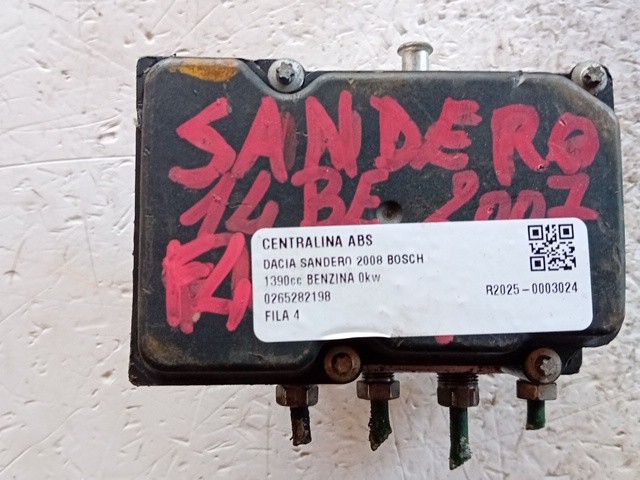 SANDERO
14 BE 2007
F4
CENTRALINA ABS
DACIA SANDERO 2008 BOSCH
1390cc BENZINA 0kw
0265282198
R2025-0003024
FILA 4